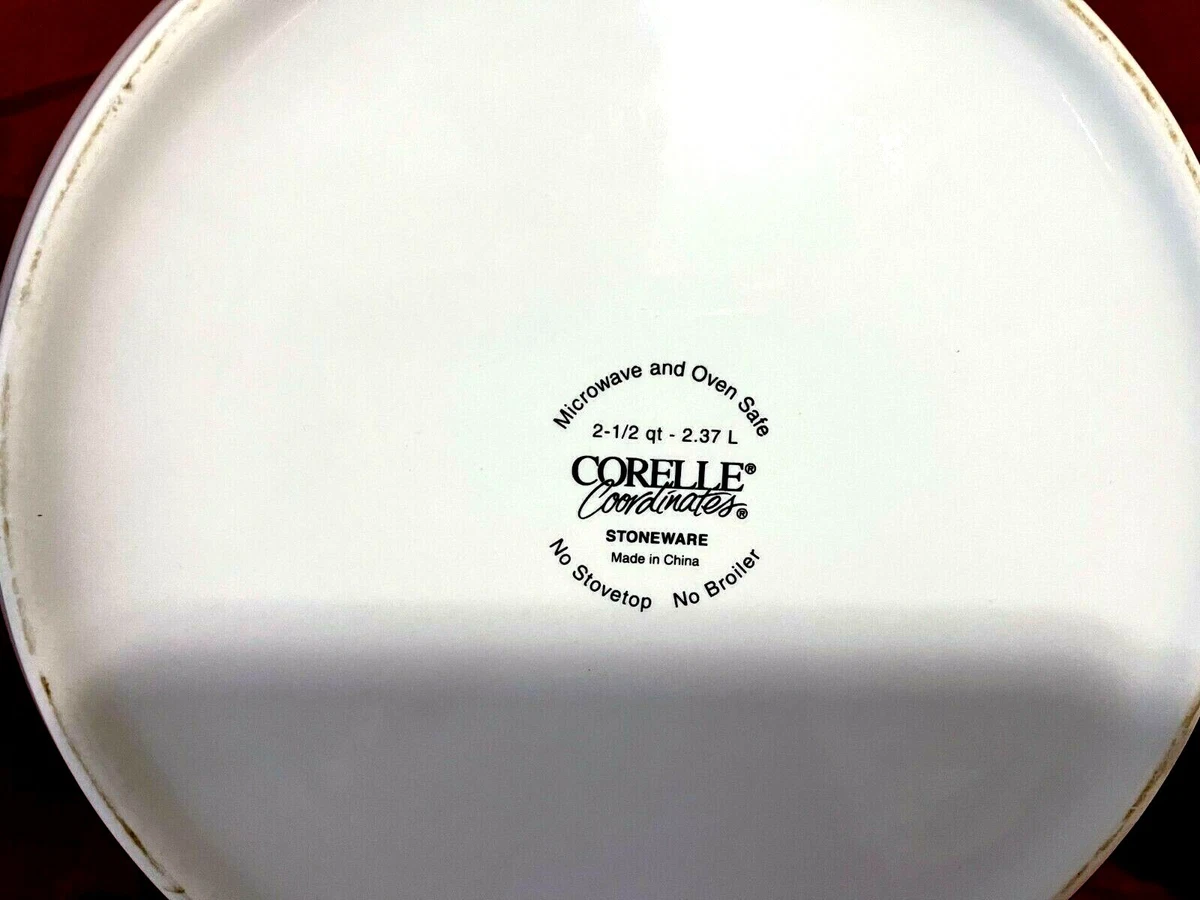 Microwave and Oven Safe
2-1/2 qt - 2.37 L
CORELLE®
Coordinates®
STONEWARE
Made in China
No Stovetop No Broiler